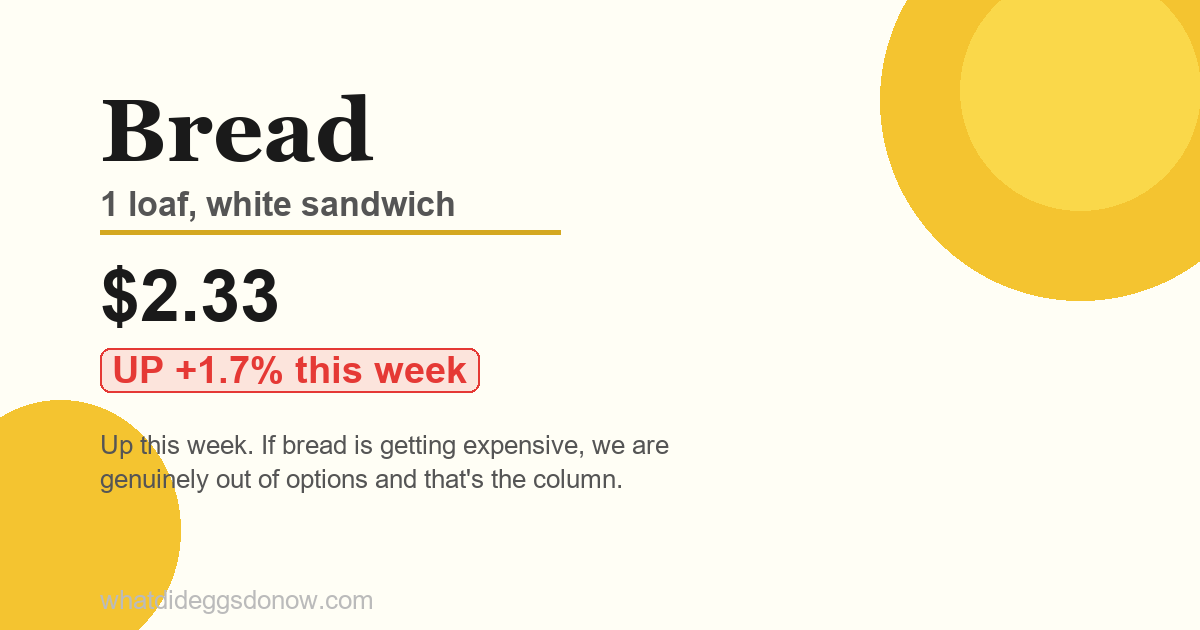 Bread
1 loaf, white sandwich
$2.33
UP +1.7% this week
Up this week. If bread is getting expensive, we are
genuinely out of options and that's the column.
whatdideggsdonow.com